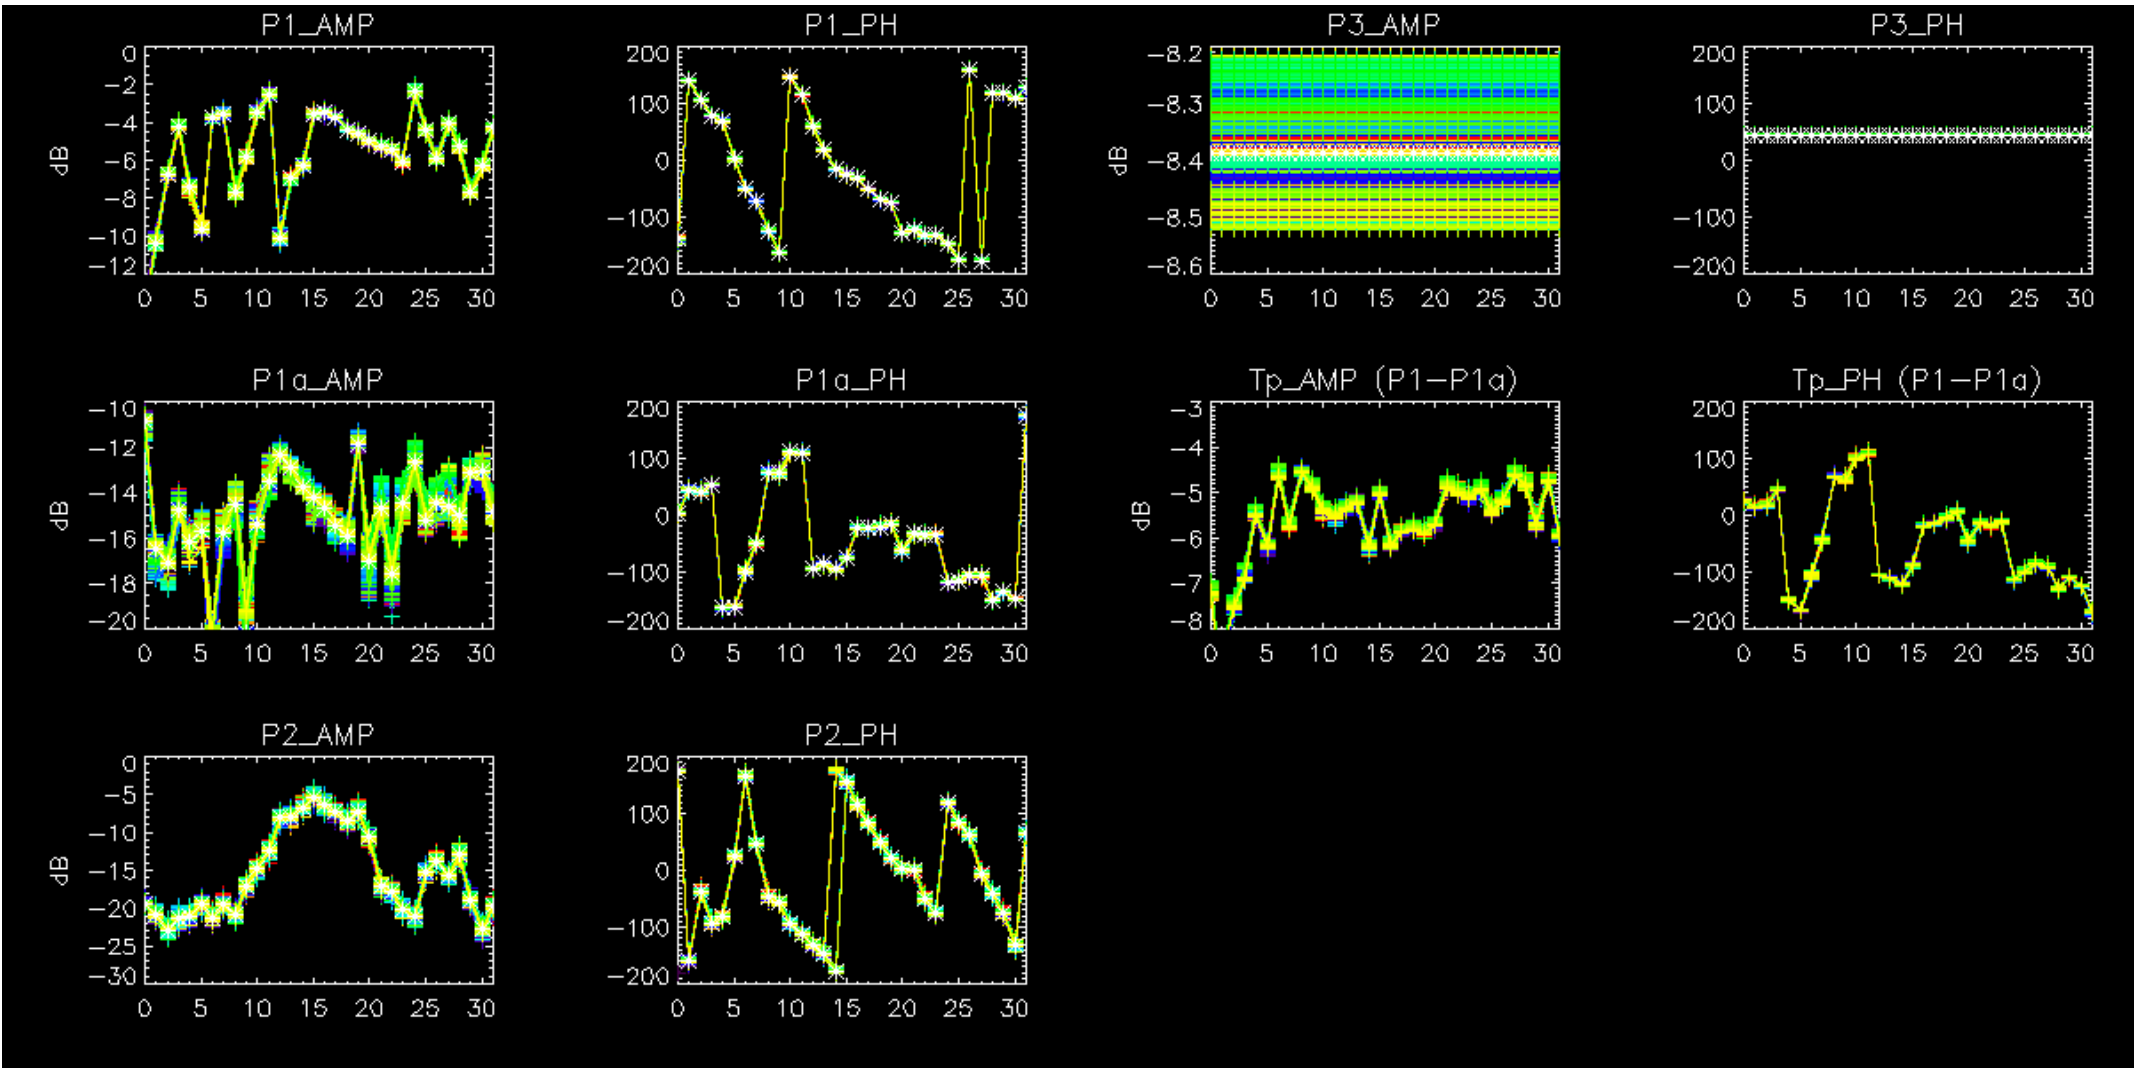 P1_AMP
0
−2
−4
−6
−8
−10
−12
dB
0 5 10 15 20 25 30
P1_PH
200
100
0
−100
−200
0 5 10 15 20 25 30
P3_AMP
−8.2
−8.3
−8.4
−8.5
−8.6
dB
0 5 10 15 20 25 30
P3_PH
200
100
0
−100
−200
0 5 10 15 20 25 30
P1a_AMP
−10
−12
−14
−16
−18
−20
dB
0 5 10 15 20 25 30
P1a_PH
200
100
0
−100
−200
0 5 10 15 20 25 30
Tp_AMP (P1−P1a)
−3
−4
−5
−6
−7
−8
dB
0 5 10 15 20 25 30
Tp_PH (P1−P1a)
200
100
0
−100
−200
0 5 10 15 20 25 30
P2_AMP
0
−5
−10
−15
−20
−25
−30
dB
0 5 10 15 20 25 30
P2_PH
200
100
0
−100
−200
0 5 10 15 20 25 30